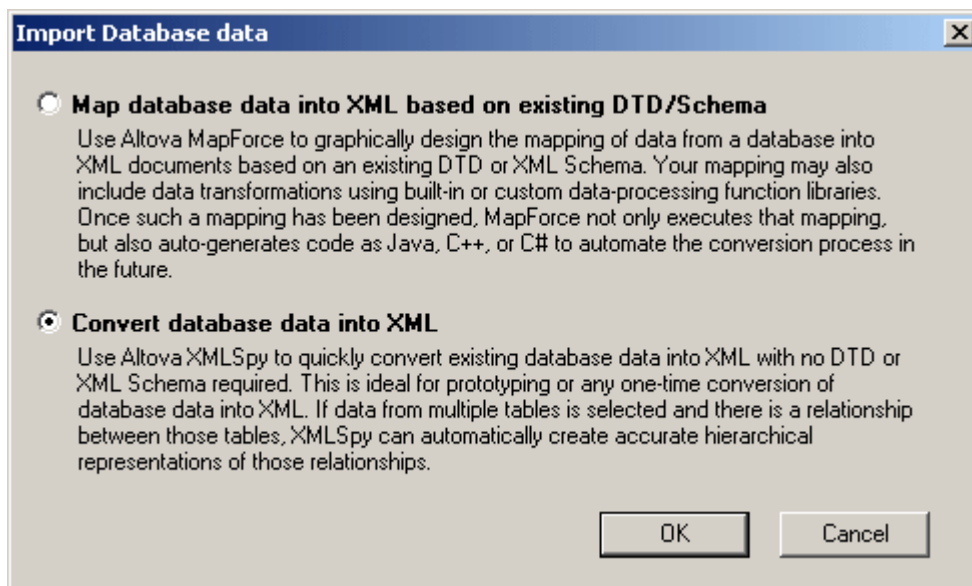 Import Database data
Map database data into XML based on existing DTD/Schema
Use Altova MapForce to graphically design the mapping of data from a database into
XML documents based on an existing DTD or XML Schema. Your mapping may also
include data transformations using built-in or custom data-processing function libraries.
Once such a mapping has been designed, MapForce not only executes that mapping,
but also auto-generates code as Java, C++, or C# to automate the conversion process in
the future.
Convert database data into XML
Use Altova XMLSpy to quickly convert existing database data into XML with no DTD or
XML Schema required. This is ideal for prototyping or any one-time conversion of
database data into XML. If data from multiple tables is selected and there is a relationship
between those tables, XMLSpy can automatically create accurate hierarchical
representations of those relationships.
OK
Cancel